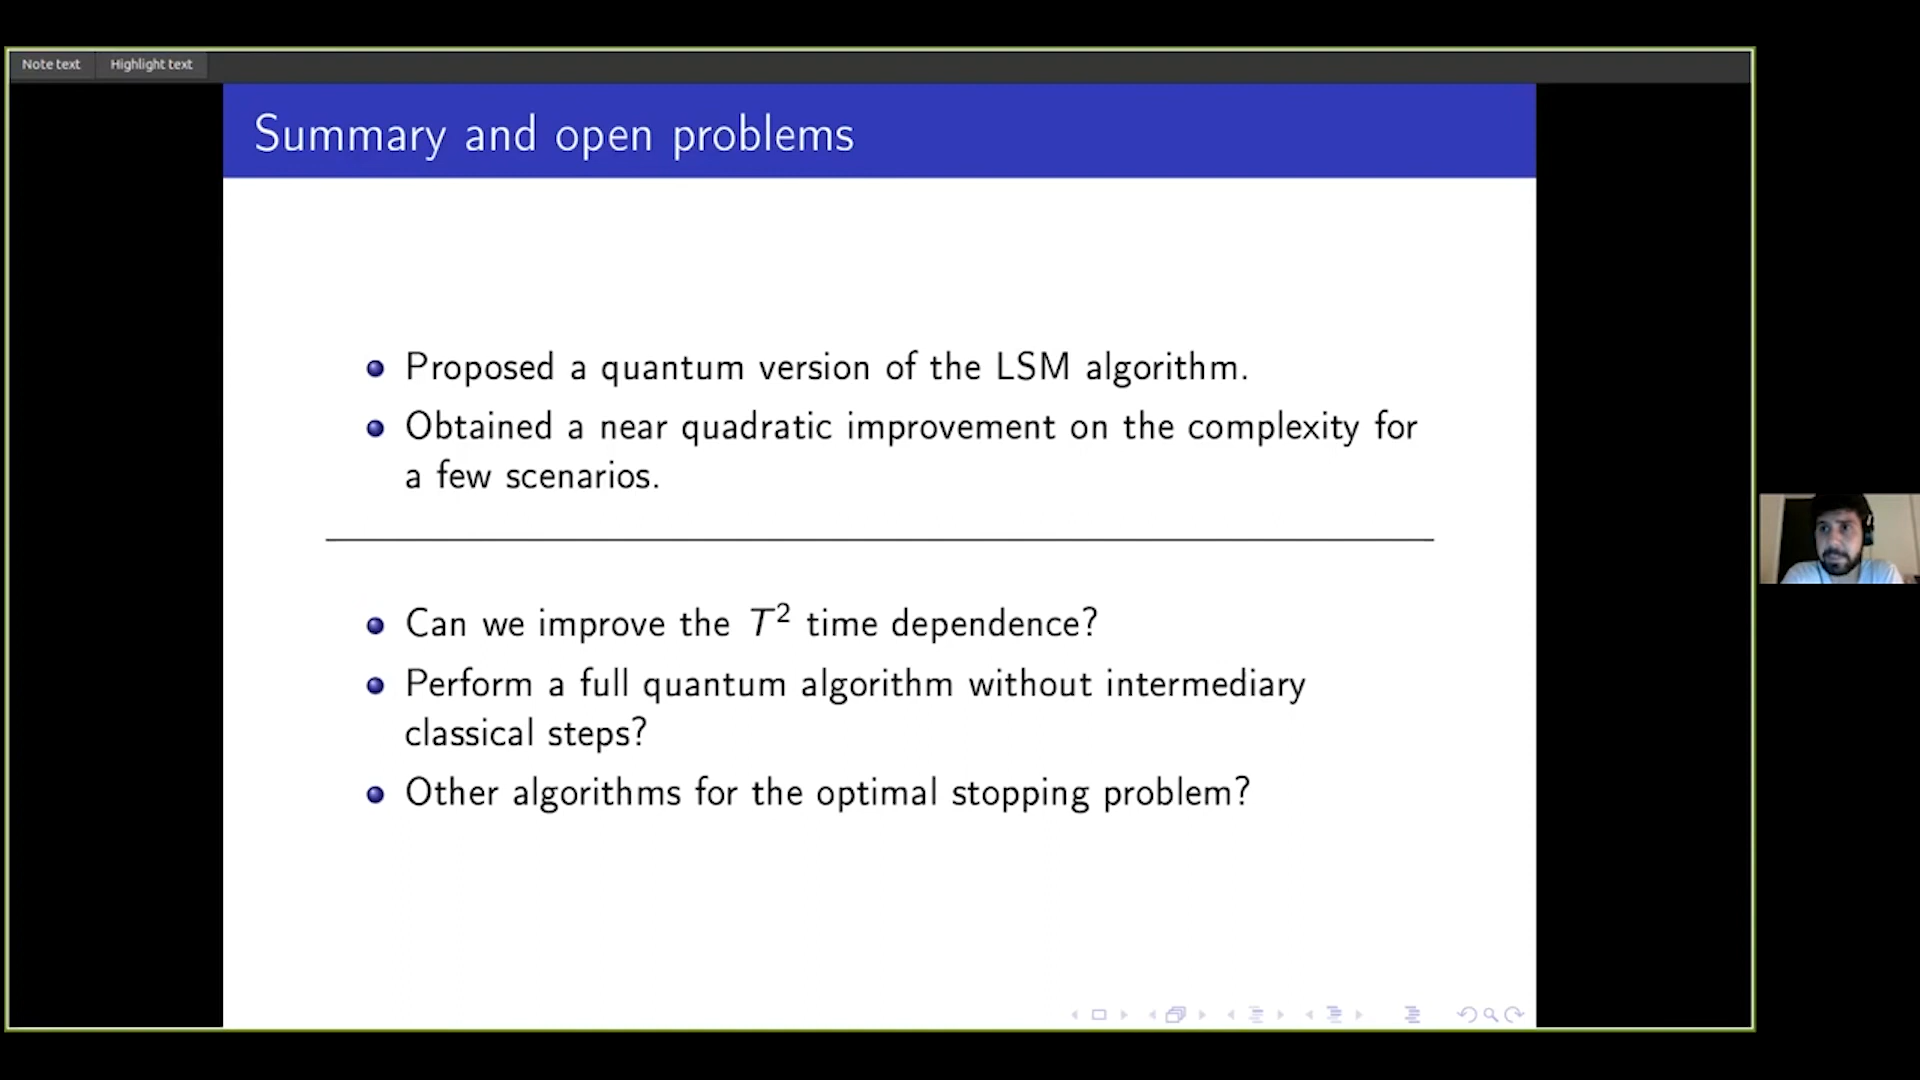 Note text
Highlight text
Summary and open problems
Proposed a quantum version of the LSM algorithm.
Obtained a near quadratic improvement on the complexity for
a few scenarios.
Can we improve the T² time dependence?
Perform a full quantum algorithm without intermediary
classical steps?
Other algorithms for the optimal stopping problem?